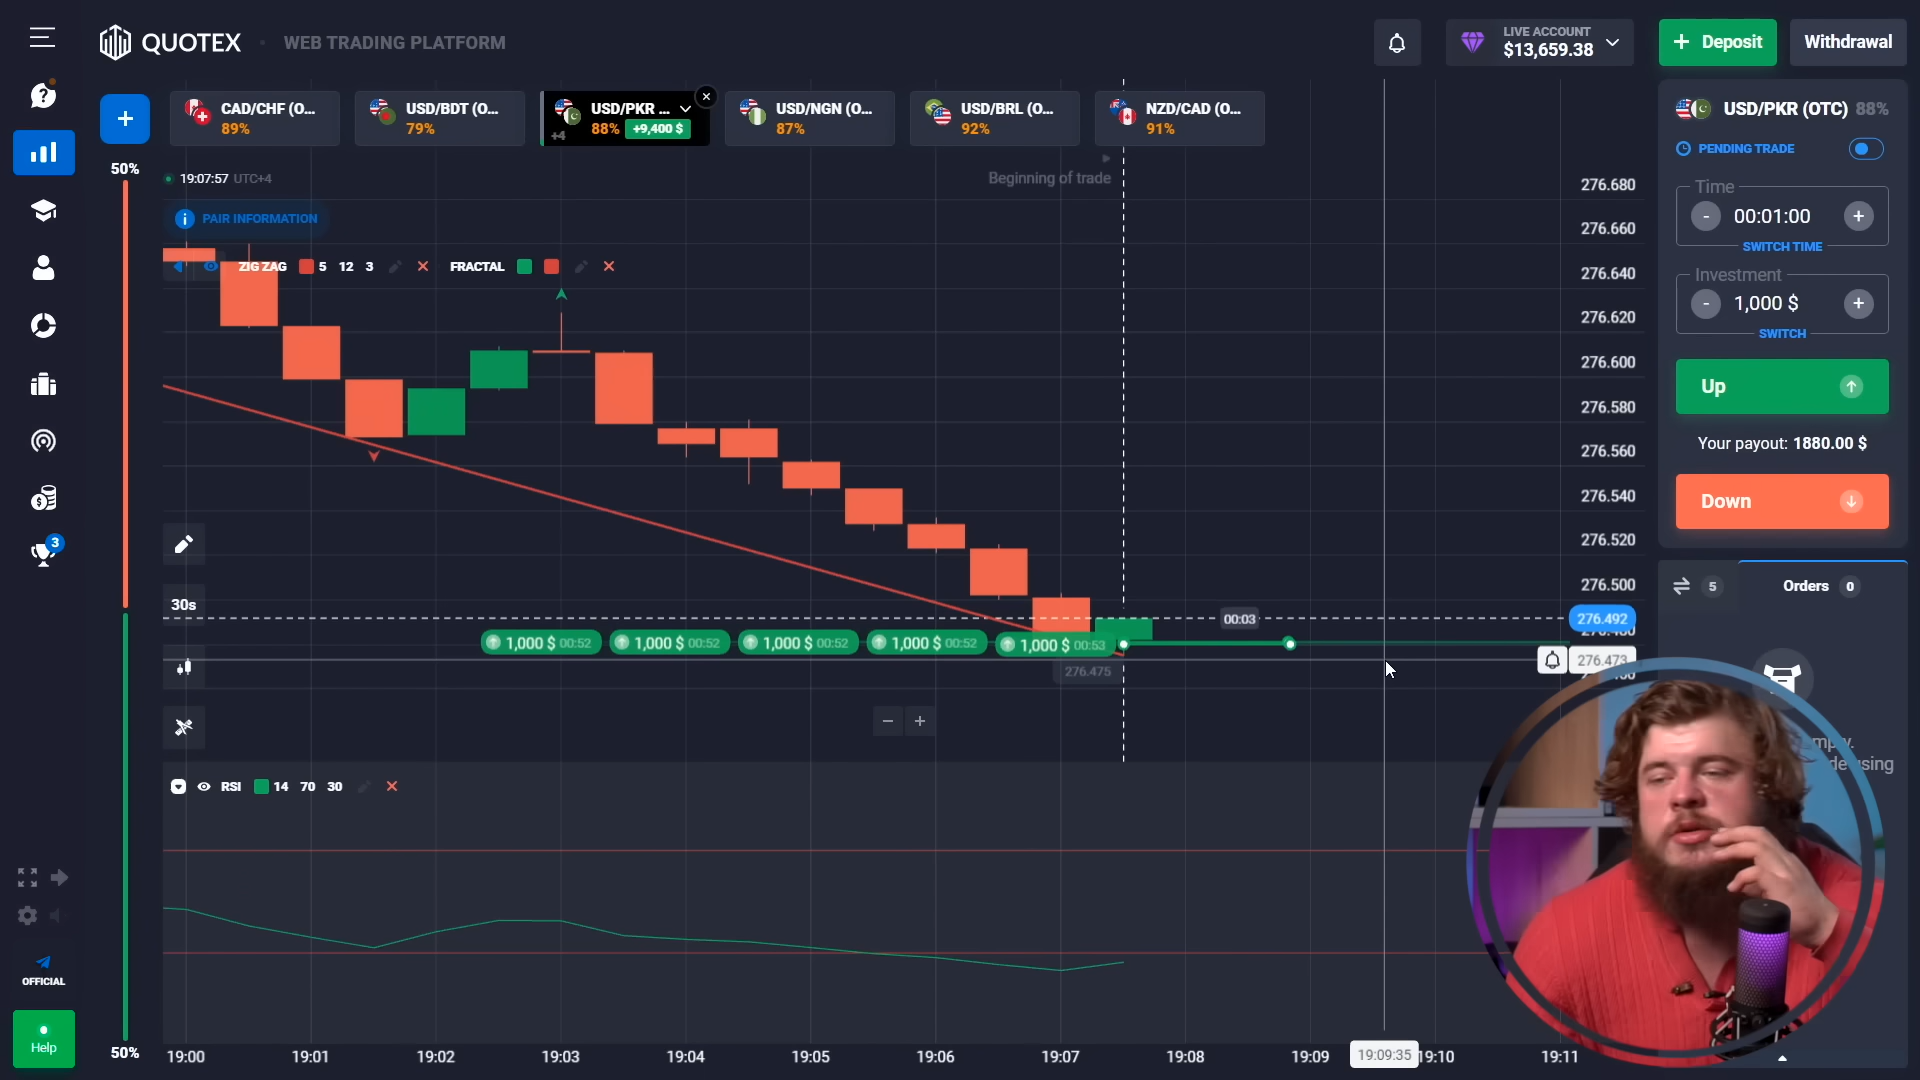 QUOTEX
WEB TRADING PLATFORM
LIVE ACCOUNT
$13,659.38
Deposit
Withdrawal
CAD/CHF (O...
89%
USD/BDT (O...
79%
USD/PKR ...
88%
+9,400 $
+4
USD/NGN (O...
87%
USD/BRL (O...
92%
NZD/CAD (O...
91%
USD/PKR (OTC) 88%
PENDING TRADE
Time
- 00:01:00 +
SWITCH TIME
Investment
- 1,000 $ +
SWITCH
Up
Your payout: 1880.00 $
Down
5
Orders 0
50%
19:07:57 UTC+4
Beginning of trade
PAIR INFORMATION
ZIG ZAG 5 12 3
FRACTAL
276.680
276.660
276.640
276.620
276.600
276.580
276.560
276.540
276.520
276.500
276.492
276.473
30s
00:03
1,000 $ 00:52
1,000 $ 00:52
1,000 $ 00:52
1,000 $ 00:52
1,000 $ 00:53
276.475
RSI 14 70 30
3
OFFICIAL
Help
50%
19:00
19:01
19:02
19:03
19:04
19:05
19:06
19:07
19:08
19:09
19:09:35
19:10
19:11